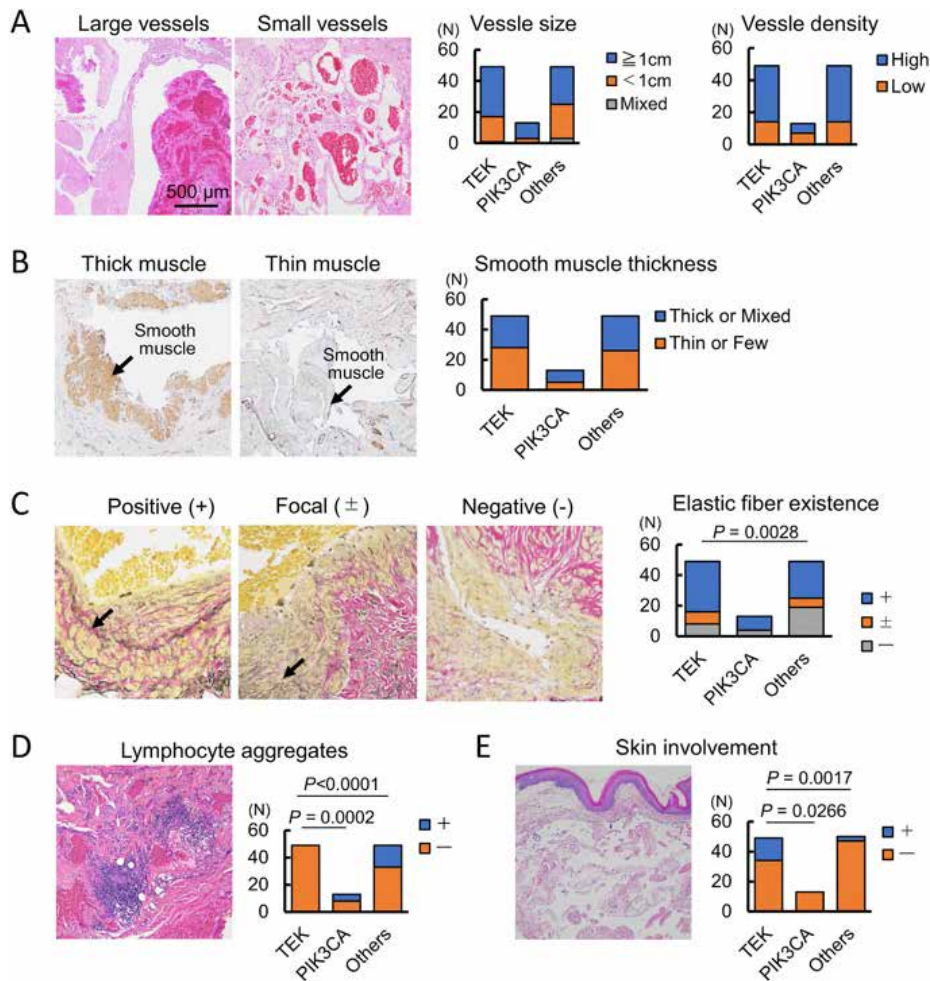 A
Large vessels
Small vessels
500 µm
Vessle size
(N)
60
40
20
0
TEK
PIK3CA
Others
≧1cm
<1cm
Mixed
Vessle density
(N)
60
40
20
0
TEK
PIK3CA
Others
High
Low
B
Thick muscle
Thin muscle
Smooth
muscle
Smooth
muscle
Smooth muscle thickness
(N)
60
40
20
0
TEK
PIK3CA
Others
Thick or Mixed
Thin or Few
C
Positive (+)
Focal (±)
Negative (-)
Elastic fiber existence
(N)
P = 0.0028
60
40
20
0
TEK
PIK3CA
Others
+
±
—
D
Lymphocyte aggregates
P<0.0001
P = 0.0002
(N)
60
40
20
0
TEK
PIK3CA
Others
+
—
E
Skin involvement
P = 0.0017
P = 0.0266
(N)
60
40
20
0
TEK
PIK3CA
Others
+
—